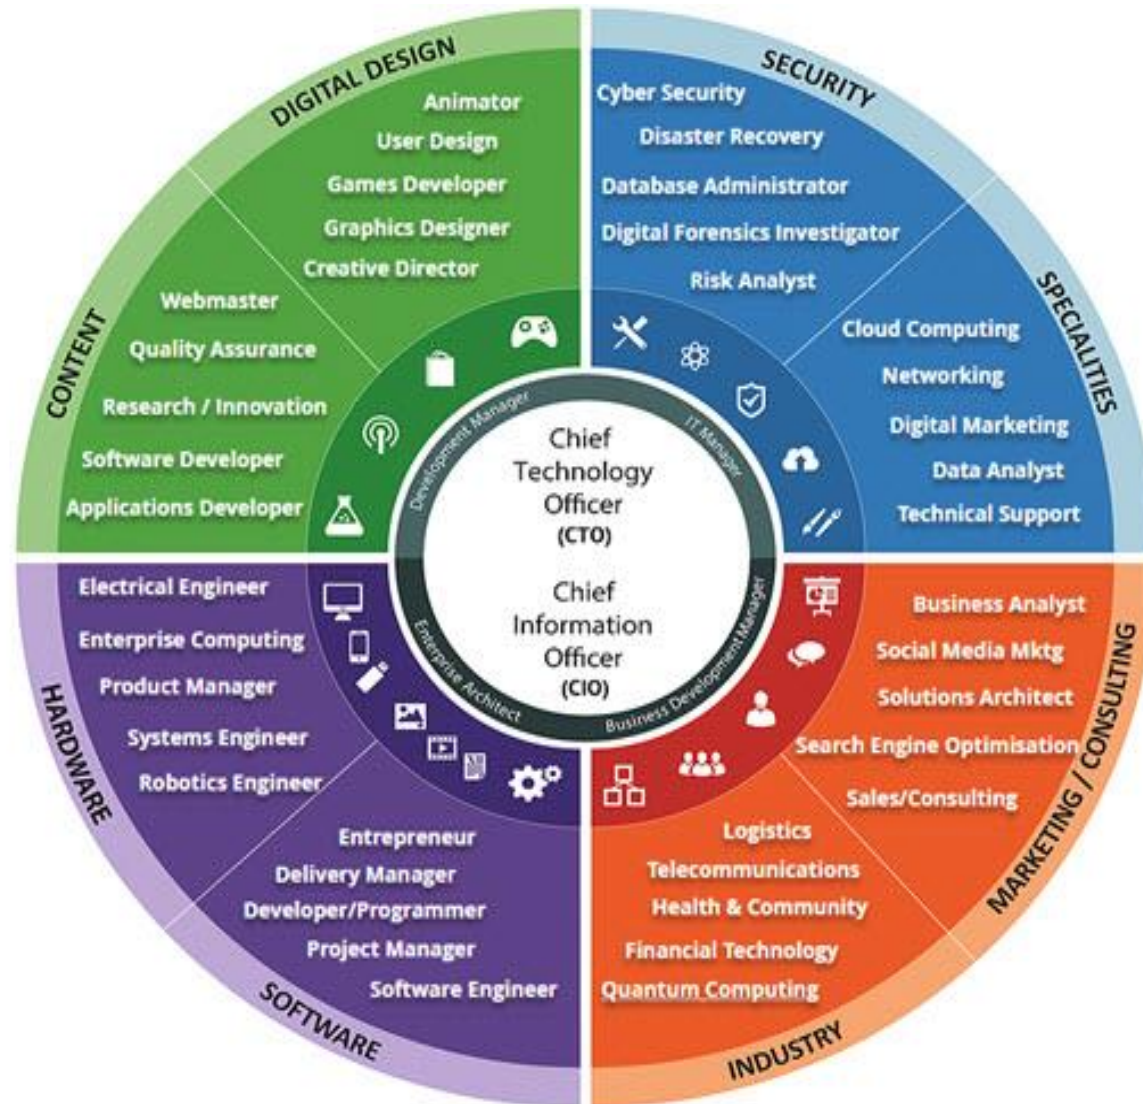 DIGITAL DESIGN
Animator
User Design
Games Developer
Graphics Designer
Creative Director
CONTENT
Webmaster
Quality Assurance
Research / Innovation
Software Developer
Applications Developer
SECURITY
Cyber Security
Disaster Recovery
Database Administrator
Digital Forensics Investigator
Risk Analyst
SPECIALITIES
Cloud Computing
Networking
Digital Marketing
Data Analyst
Technical Support
Development Manager
IT Manager
Chief
Technology
Officer
(CTO)
Chief
Information
Officer
(CIO)
Enterprise Architect
Business Development Manager
HARDWARE
Electrical Engineer
Enterprise Computing
Product Manager
Systems Engineer
Robotics Engineer
SOFTWARE
Entrepreneur
Delivery Manager
Developer/Programmer
Project Manager
Software Engineer
MARKETING / CONSULTING
Business Analyst
Social Media Mktg
Solutions Architect
Search Engine Optimisation
Sales/Consulting
INDUSTRY
Logistics
Telecommunications
Health & Community
Financial Technology
Quantum Computing